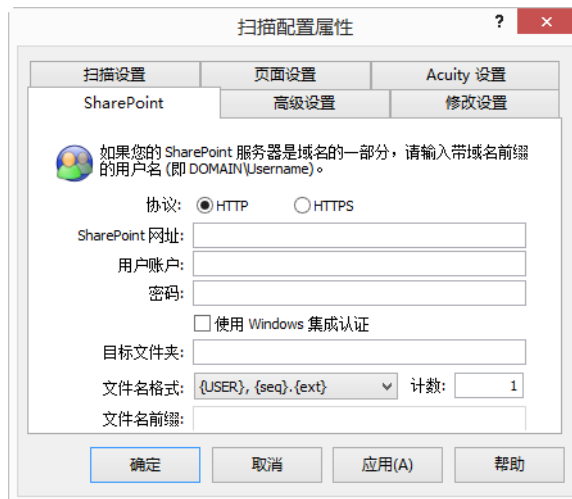 扫描配置属性
?
×
扫描设置 页面设置 Acuity 设置
SharePoint 高级设置 修改设置
如果您的 SharePoint 服务器是域名的一部分，请输入带域名前缀
的用户名 (即 DOMAIN\Username)。
协议: HTTP HTTPS
SharePoint 网址:
用户账户:
密码:
使用 Windows 集成认证
目标文件夹:
文件名格式: {USER}, {seq}.{ext} 计数: 1
文件名前缀:
确定 取消 应用(A) 帮助